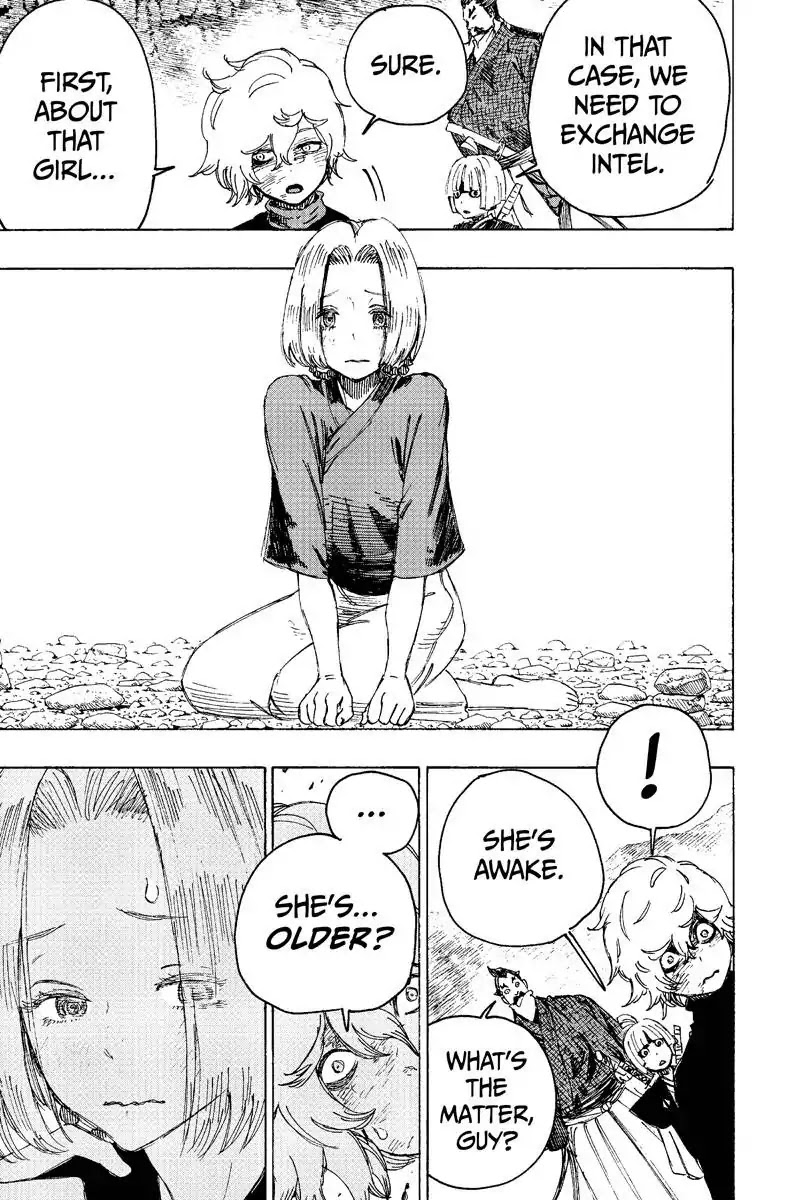 IN THAT
CASE, WE
NEED TO
EXCHANGE
INTEL.
SURE.
FIRST,
ABOUT
THAT
GIRL...
!
SHE'S
AWAKE.
WHAT'S
THE
MATTER,
GUY?
...
SHE'S...
OLDER?